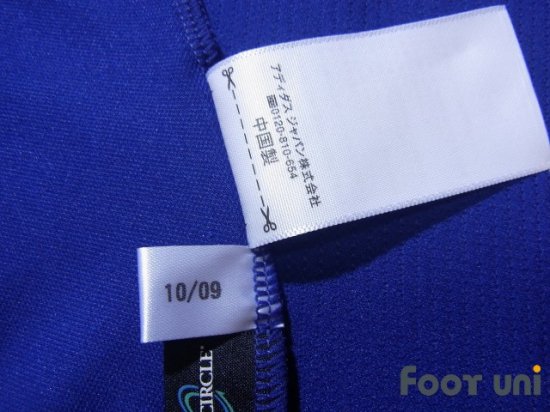 アディダス ジャパン株式会社
☎0120-810-654
中国製
10/09
CIRCLE
FOOT UNI